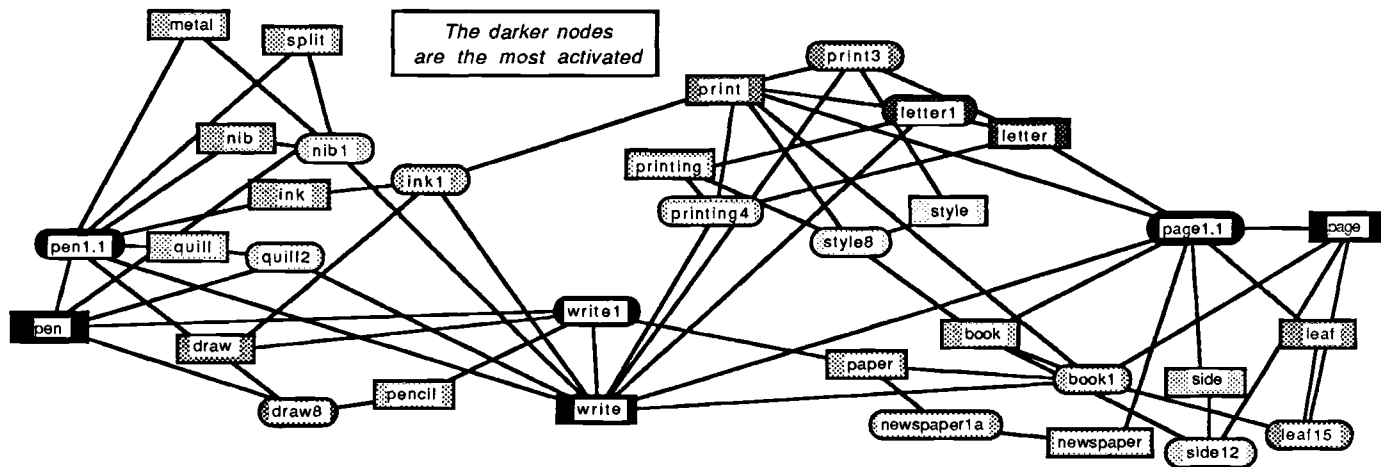 metal
split
The darker nodes
are the most activated
print3
print
letter1
letter
nib
nib1
printing
ink1
ink
printing4
style
pen1.1
quill
quill2
style8
page1.1
page
pen
write1
draw
book
leaf
paper
book1
side
pencil
draw8
write
newspaper1a
newspaper
side12
leaf15